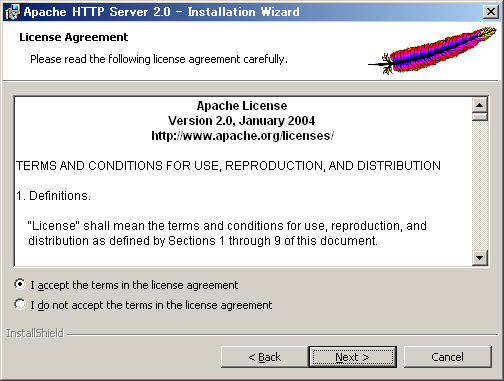 Apache HTTP Server 2.0 - Installation Wizard
License Agreement
Please read the following license agreement carefully.
Apache License
Version 2.0, January 2004
http://www.apache.org/licenses/
TERMS AND CONDITIONS FOR USE, REPRODUCTION, AND DISTRIBUTION
1. Definitions.
"License" shall mean the terms and conditions for use, reproduction, and
distribution as defined by Sections 1 through 9 of this document.
I accept the terms in the license agreement
I do not accept the terms in the license agreement
InstallShield
< Back Next > Cancel